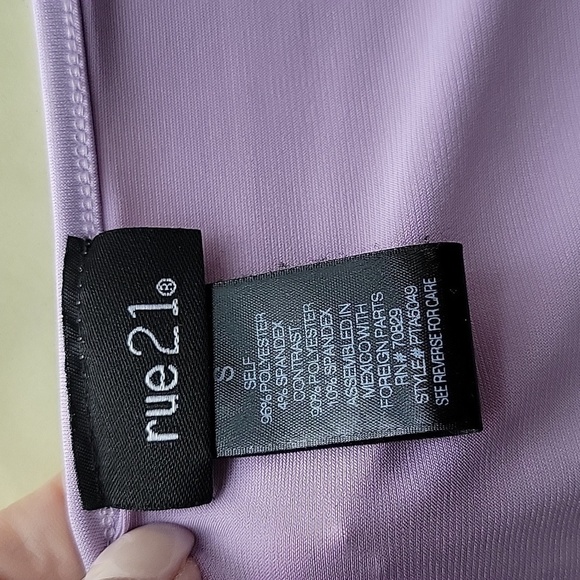 rue21®
S
SELF
96% POLYESTER
4% SPANDEX
CONTRAST
90% POLYESTER
10% SPANDEX
ASSEMBLED IN
MEXICO WITH
FOREIGN PARTS
RN# 70829
STYLE# P7A6049
SEE REVERSE FOR CARE